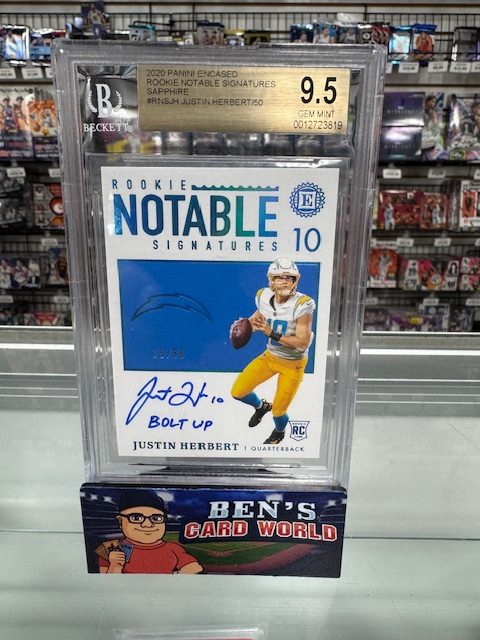 2020 PANINI ENCASED
ROOKIE NOTABLE SIGNATURES
SAPPHIRE
#RNSJH JUSTIN HERBERT/50
9.5
GEM MINT
0012723819
B
BECKETT
ROOKIE
NOTABLE
SIGNATURES
E
10
10
BOLT UP
RC
JUSTIN HERBERT | QUARTERBACK
BEN'S
CARD WORLD